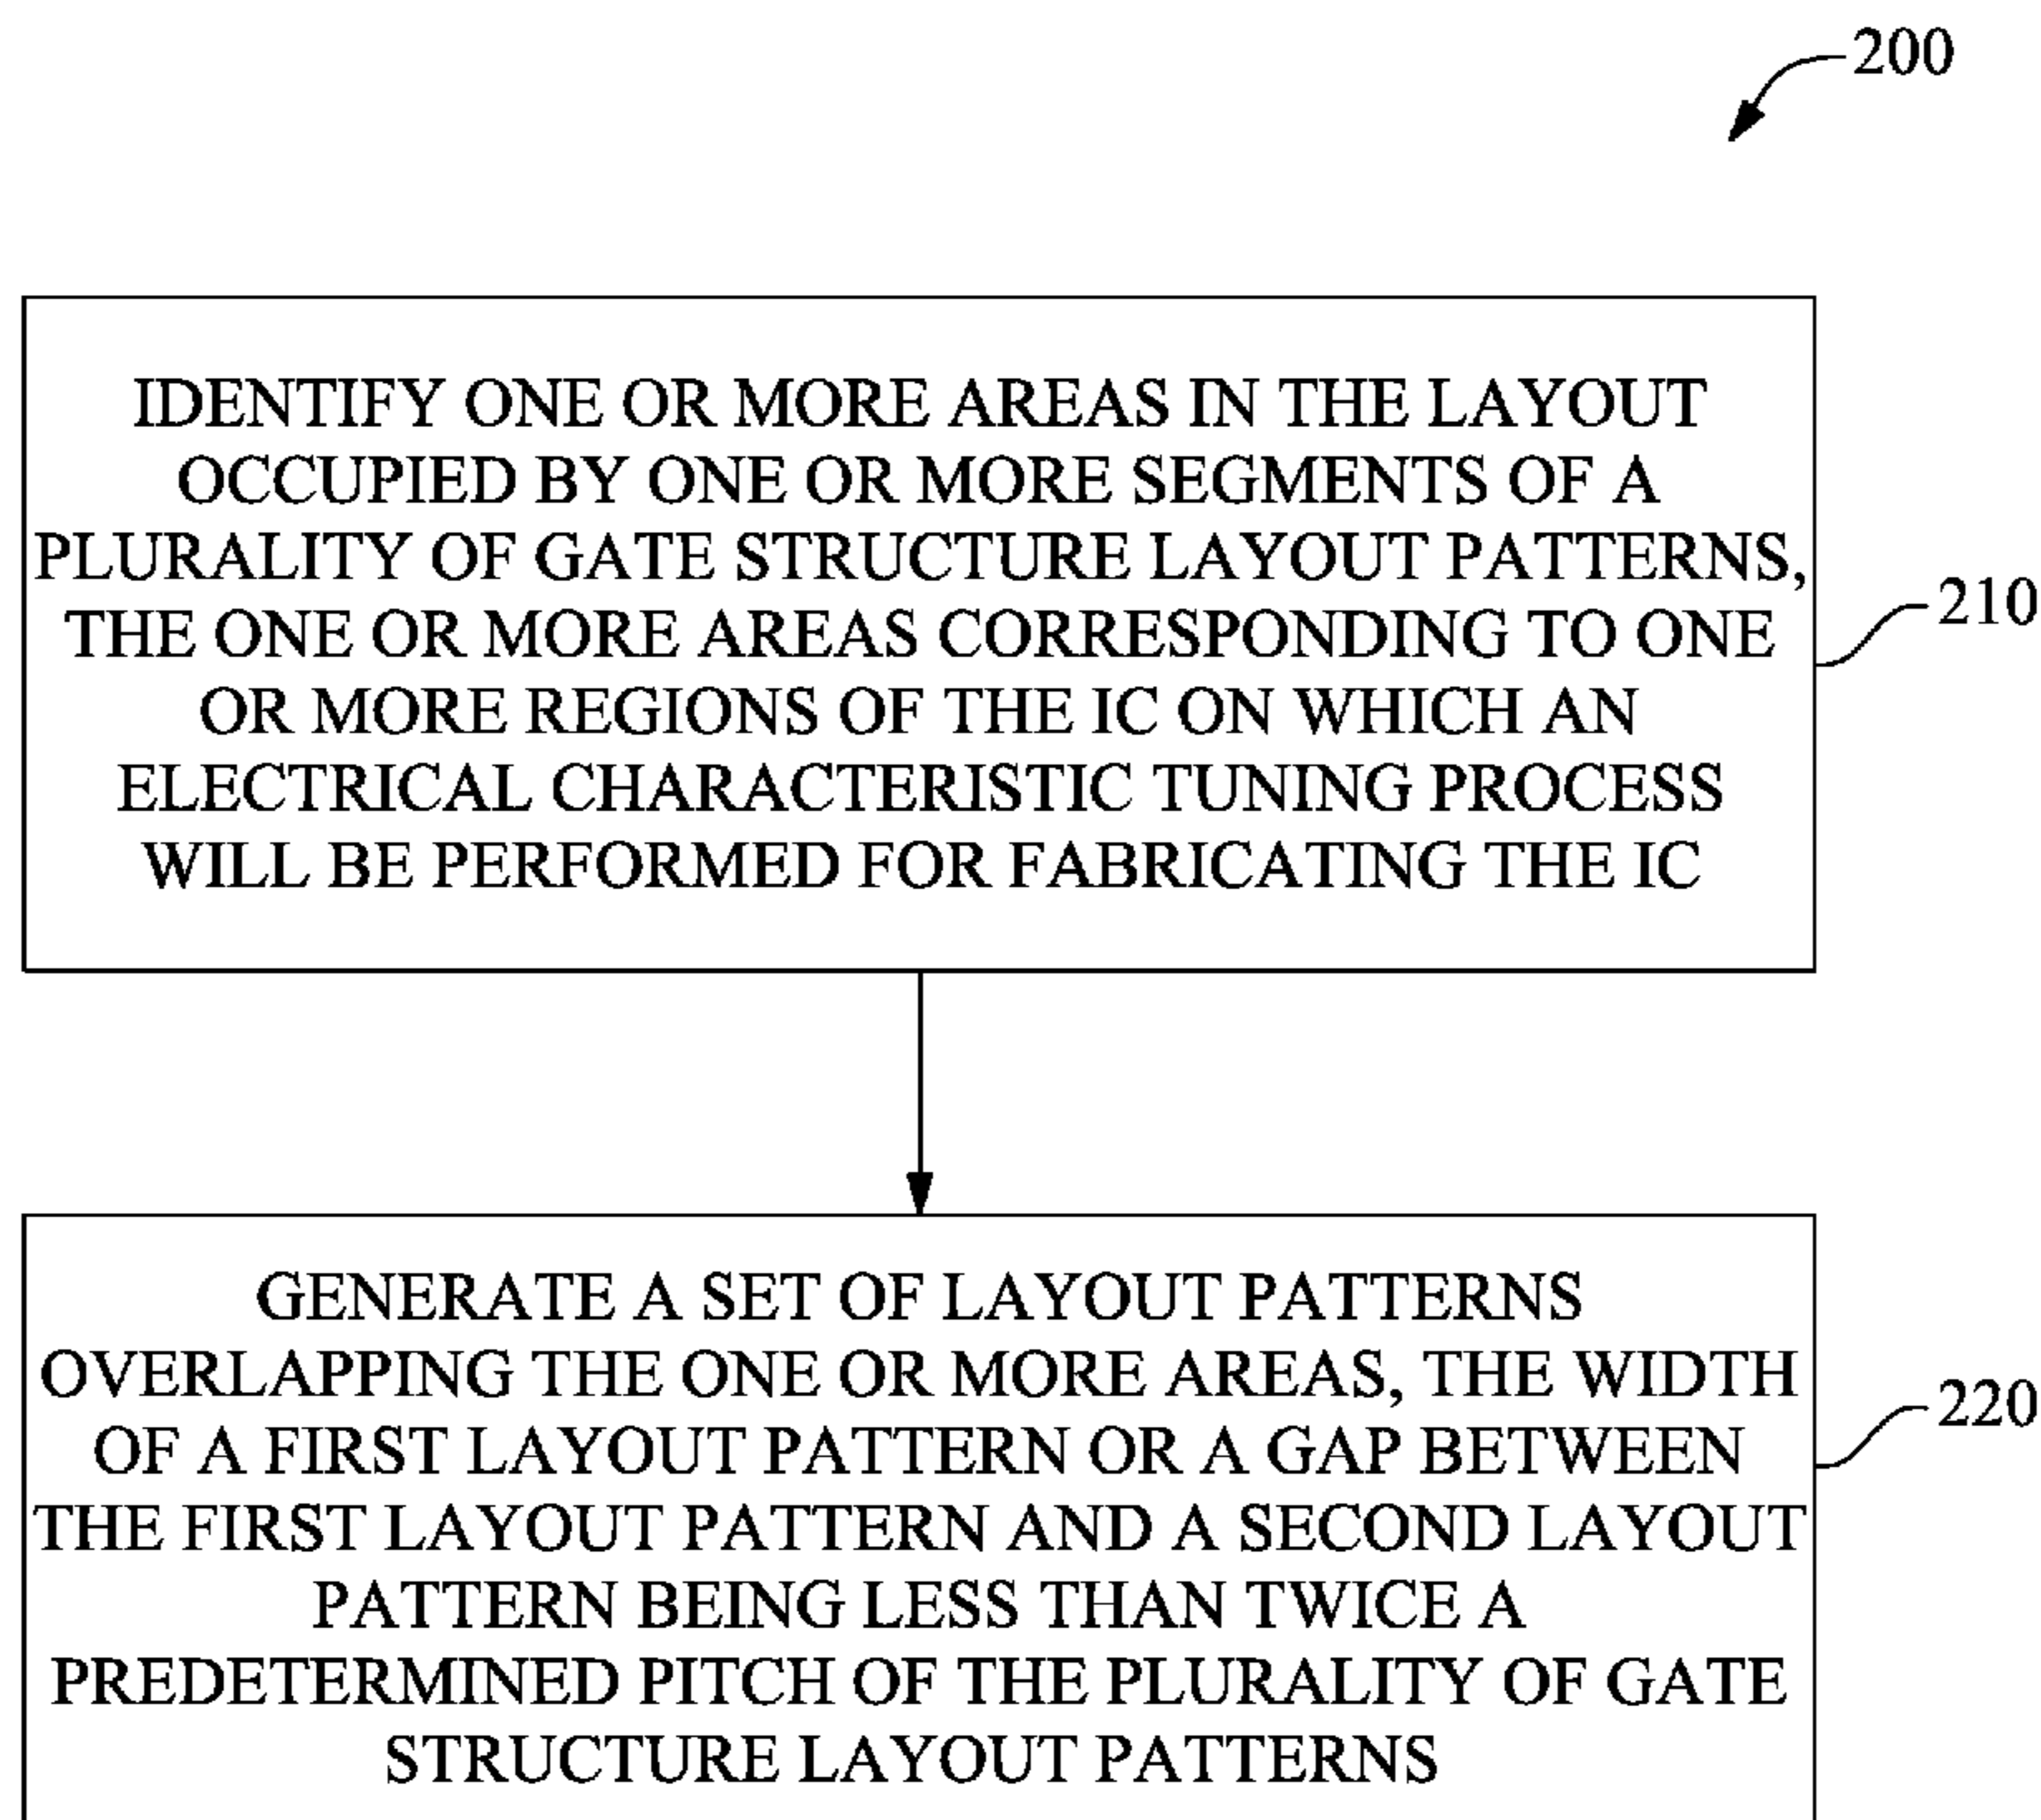 200
IDENTIFY ONE OR MORE AREAS IN THE LAYOUT
OCCUPIED BY ONE OR MORE SEGMENTS OF A
PLURALITY OF GATE STRUCTURE LAYOUT PATTERNS,
THE ONE OR MORE AREAS CORRESPONDING TO ONE
OR MORE REGIONS OF THE IC ON WHICH AN
ELECTRICAL CHARACTERISTIC TUNING PROCESS
WILL BE PERFORMED FOR FABRICATING THE IC
210
GENERATE A SET OF LAYOUT PATTERNS
OVERLAPPING THE ONE OR MORE AREAS, THE WIDTH
OF A FIRST LAYOUT PATTERN OR A GAP BETWEEN
THE FIRST LAYOUT PATTERN AND A SECOND LAYOUT
PATTERN BEING LESS THAN TWICE A
PREDETERMINED PITCH OF THE PLURALITY OF GATE
STRUCTURE LAYOUT PATTERNS
220